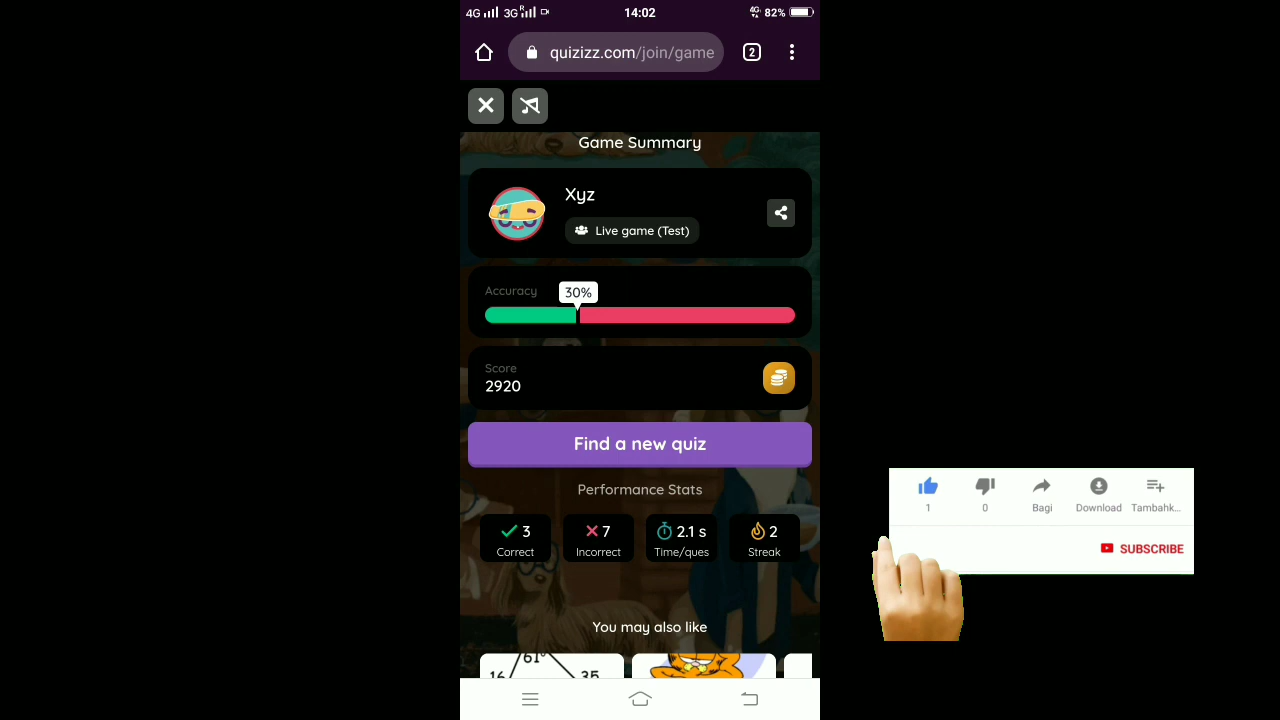 4G 3G R 14:02 4G 82%
quizizz.com/join/game 2
Game Summary
Xyz
Live game (Test)
Accuracy 30%
Score
2920
Find a new quiz
Performance Stats
3 7 2.1 s 2
Correct Incorrect Time/ques Streak
You may also like
61°
16 35
1 0 Bagi Download Tambahk...
SUBSCRIBE